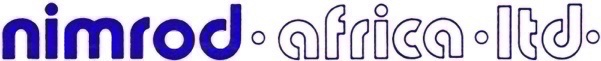 nimrod · africa · ltd ·